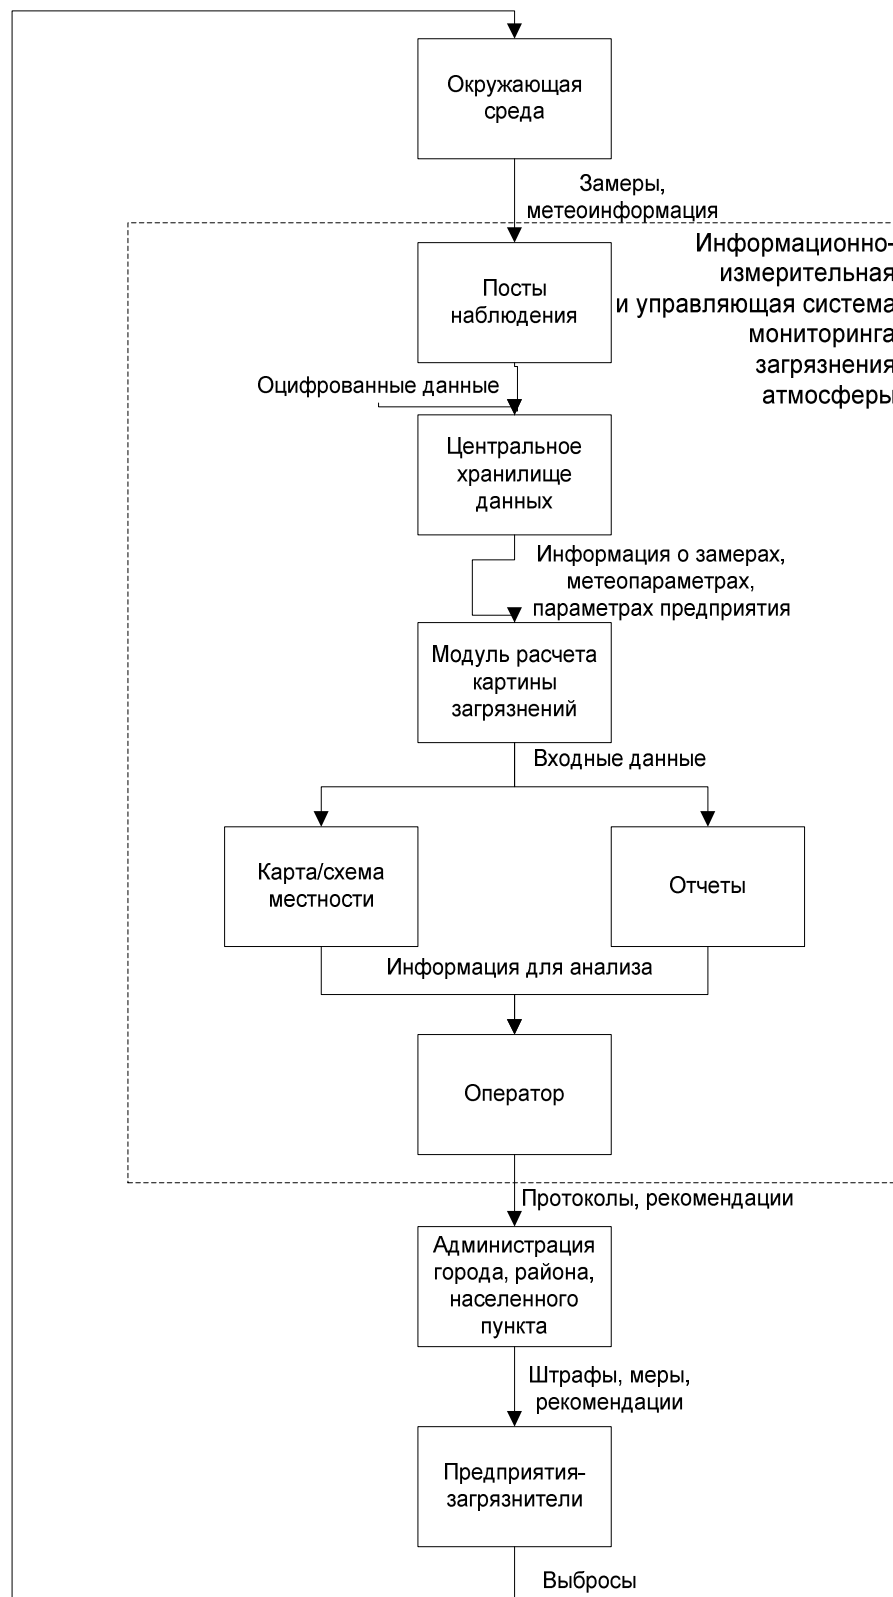 Окружающая
среда
Замеры,
метеоинформация
Информационно-
измерительная
и управляющая система
мониторинга
загрязнения
атмосферы
Посты
наблюдения
Оцифрованные данные
Центральное
хранилище
данных
Информация о замерах,
метеопараметрах,
параметрах предприятия
Модуль расчета
картины
загрязнений
Входные данные
Карта/схема
местности
Отчеты
Информация для анализа
Оператор
Протоколы, рекомендации
Администрация
города, района,
населенного
пункта
Штрафы, меры,
рекомендации
Предприятия-
загрязнители
Выбросы